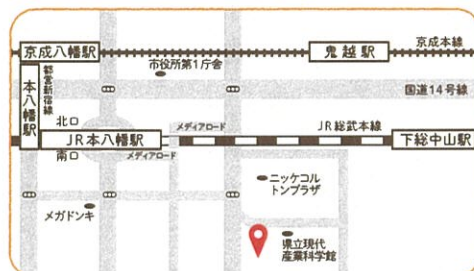 京成八幡駅
鬼越駅
京成本線
市役所第1庁舎
都営新宿線
本八幡駅
国道14号線
北口
メディアロード
JR総武本線
JR本八幡駅
下総中山駅
南口
メディアロード
ニッケコル
トンプラザ
メガドンキ
県立現代
産業科学館